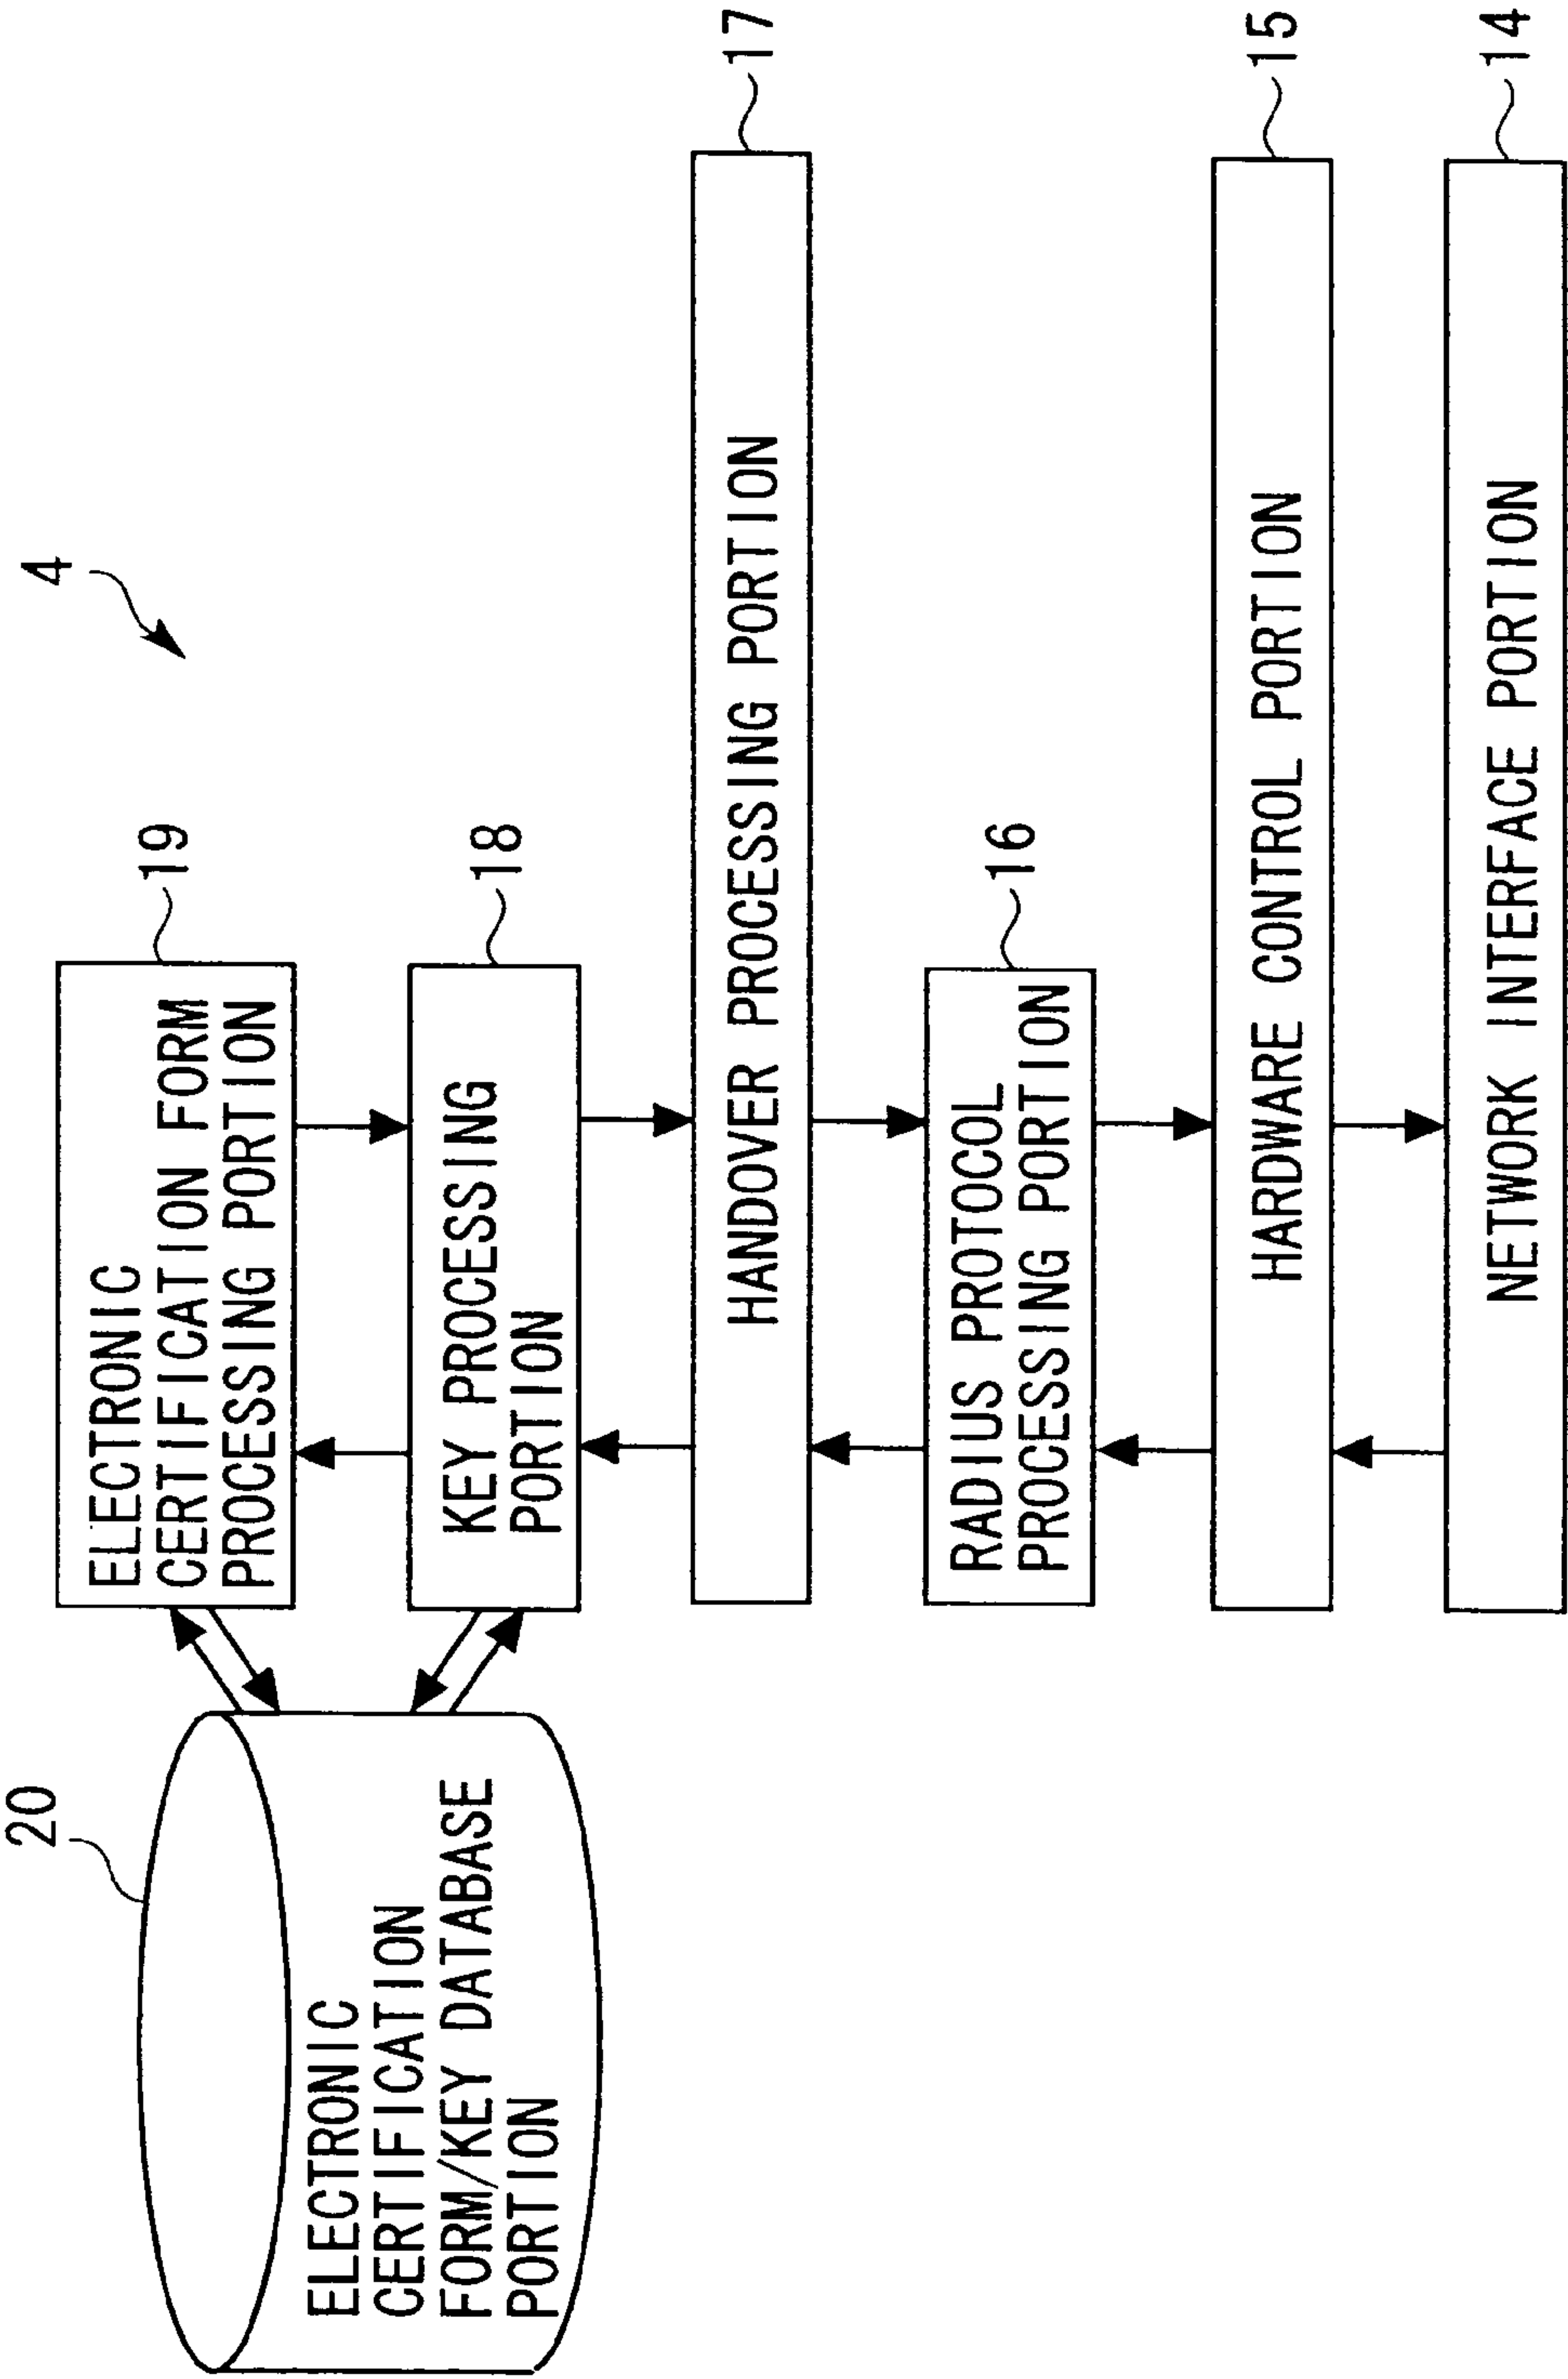 4
20
ELECTRONIC
CERTIFICATION
FORM/KEY DATABASE
PORTION
ELECTRONIC
CERTIFICATION FORM
PROCESSING PORTION
19
KEY PROCESSING
PORTION
18
HANDOVER PROCESSING PORTION
17
RADIUS PROTOCOL
PROCESSING PORTION
16
HARDWARE CONTROL PORTION
15
NETWORK INTERFACE PORTION
14